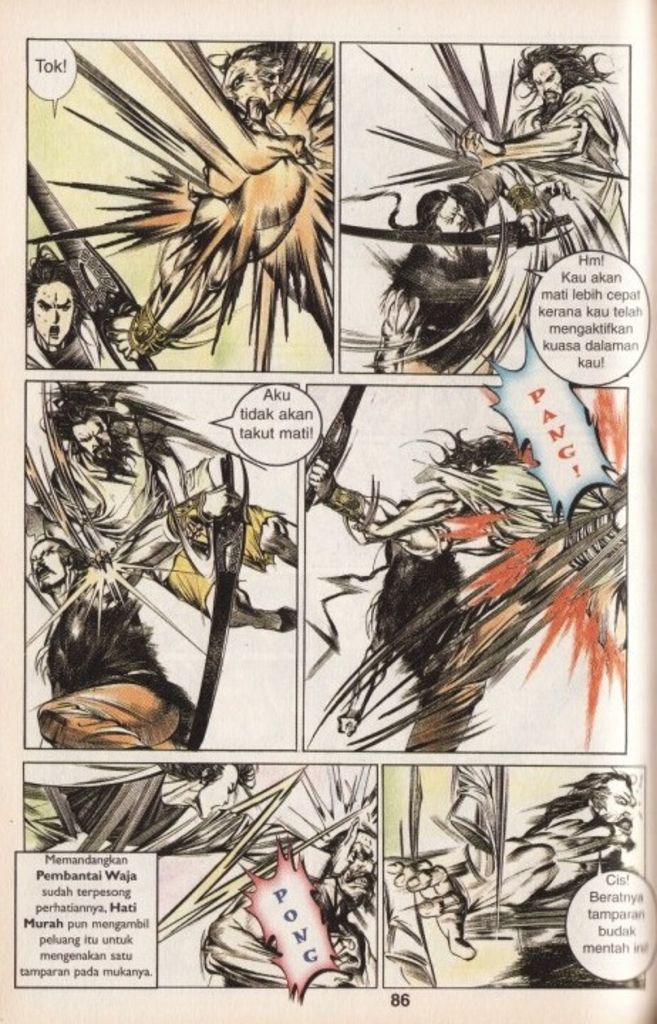 Tok!
Hm!
Kau akan
mati lebih cepat
kerana kau telah
mengaktifkan
kuasa dalaman
kau!
Aku
tidak akan
takut mati!
PANG!
Memandangkan
Pembantai Waja
sudah terpesong
perhatiannya, Hati
Murah pun mengambil
peluang itu untuk
mengenakan satu
tamparan pada mukanya.
PONG
Cis!
Beratnya
tamparan
budak
mentah ini!
86